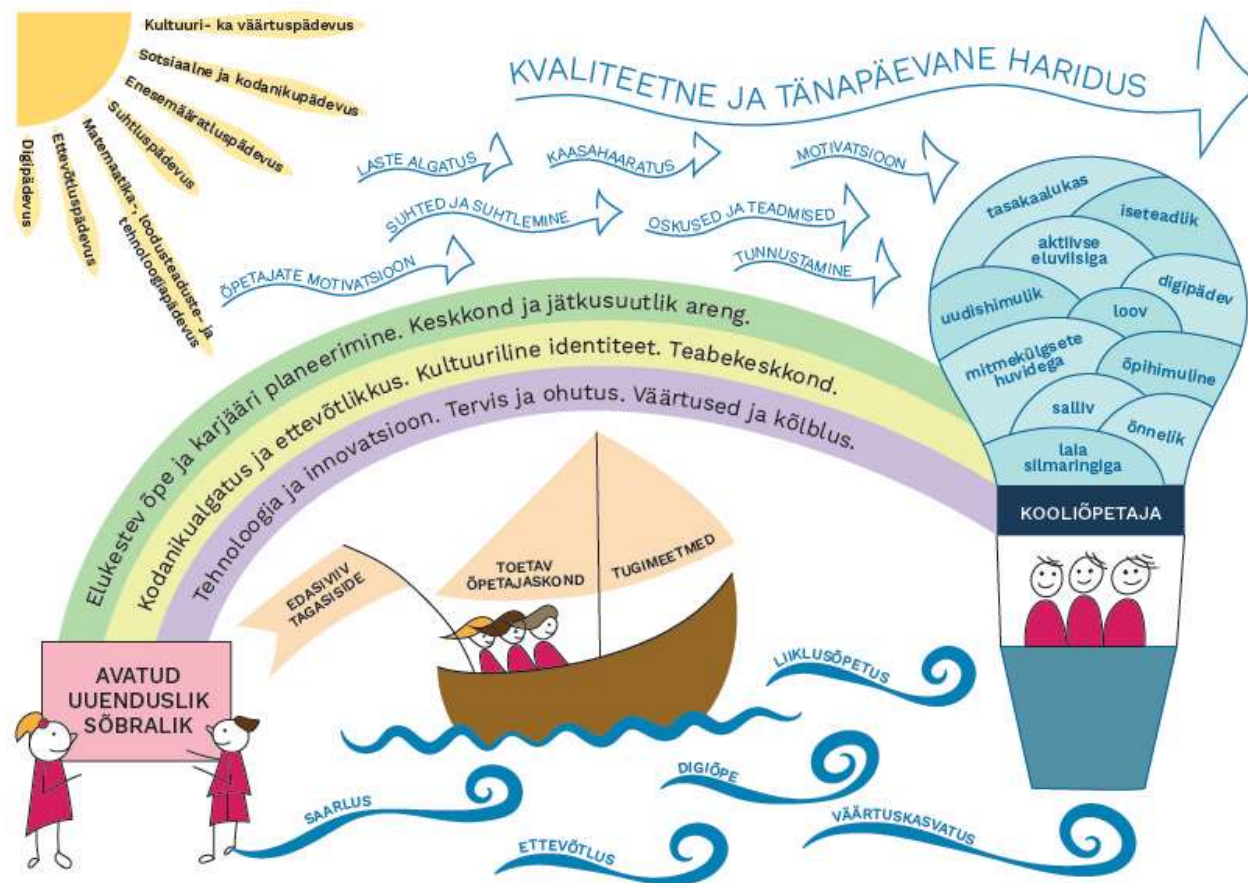 Kultuuri- ka väärtuspädevus
Sotsiaalne ja kodanikupädevus
Enesemääratluspädevus
Suhtluspädevus
Matemaatika-, loodusteaduste- ja
tehnoloogiapädevus
Ettevõtluspädevus
Digipädevus
KVALITEETNE JA TÄNAPÄEVANE HARIDUS
LASTE ALGATUS
KAASAHAARATUS
MOTIVATSIOON
SUHTED JA SUHTLEMINE
OSKUSED JA TEADMISED
ÕPETAJATE MOTIVATSIOON
TUNNUSTAMINE
tasakaalukas
iseteadlik
aktiivse
eluviisiga
digipädev
uudishimulik
loov
mitmekülgsete
huvidega
õpihimuline
salliv
õnnelik
laia
silmaringiga
KOOLIÕPETAJA
Elukestev õpe ja karjääri planeerimine. Keskkond ja jätkusuutlik areng.
Kodanikualgatus ja ettevõtlikkus. Kultuuriline identiteet. Teabekeskkond.
Tehnoloogia ja innovatsioon. Tervis ja ohutus. Väärtused ja kõlblus.
EDASIVIIV
TAGASISIDE
TOETAV
ÕPETAJASKOND
TUGIMEETMED
AVATUD
UUENDUSLIK
SÕBRALIK
LIIKLUSÕPETUS
DIGIÕPE
SAARLUS
ETTEVÕTLUS
VÄÄRTUSKASVATUS